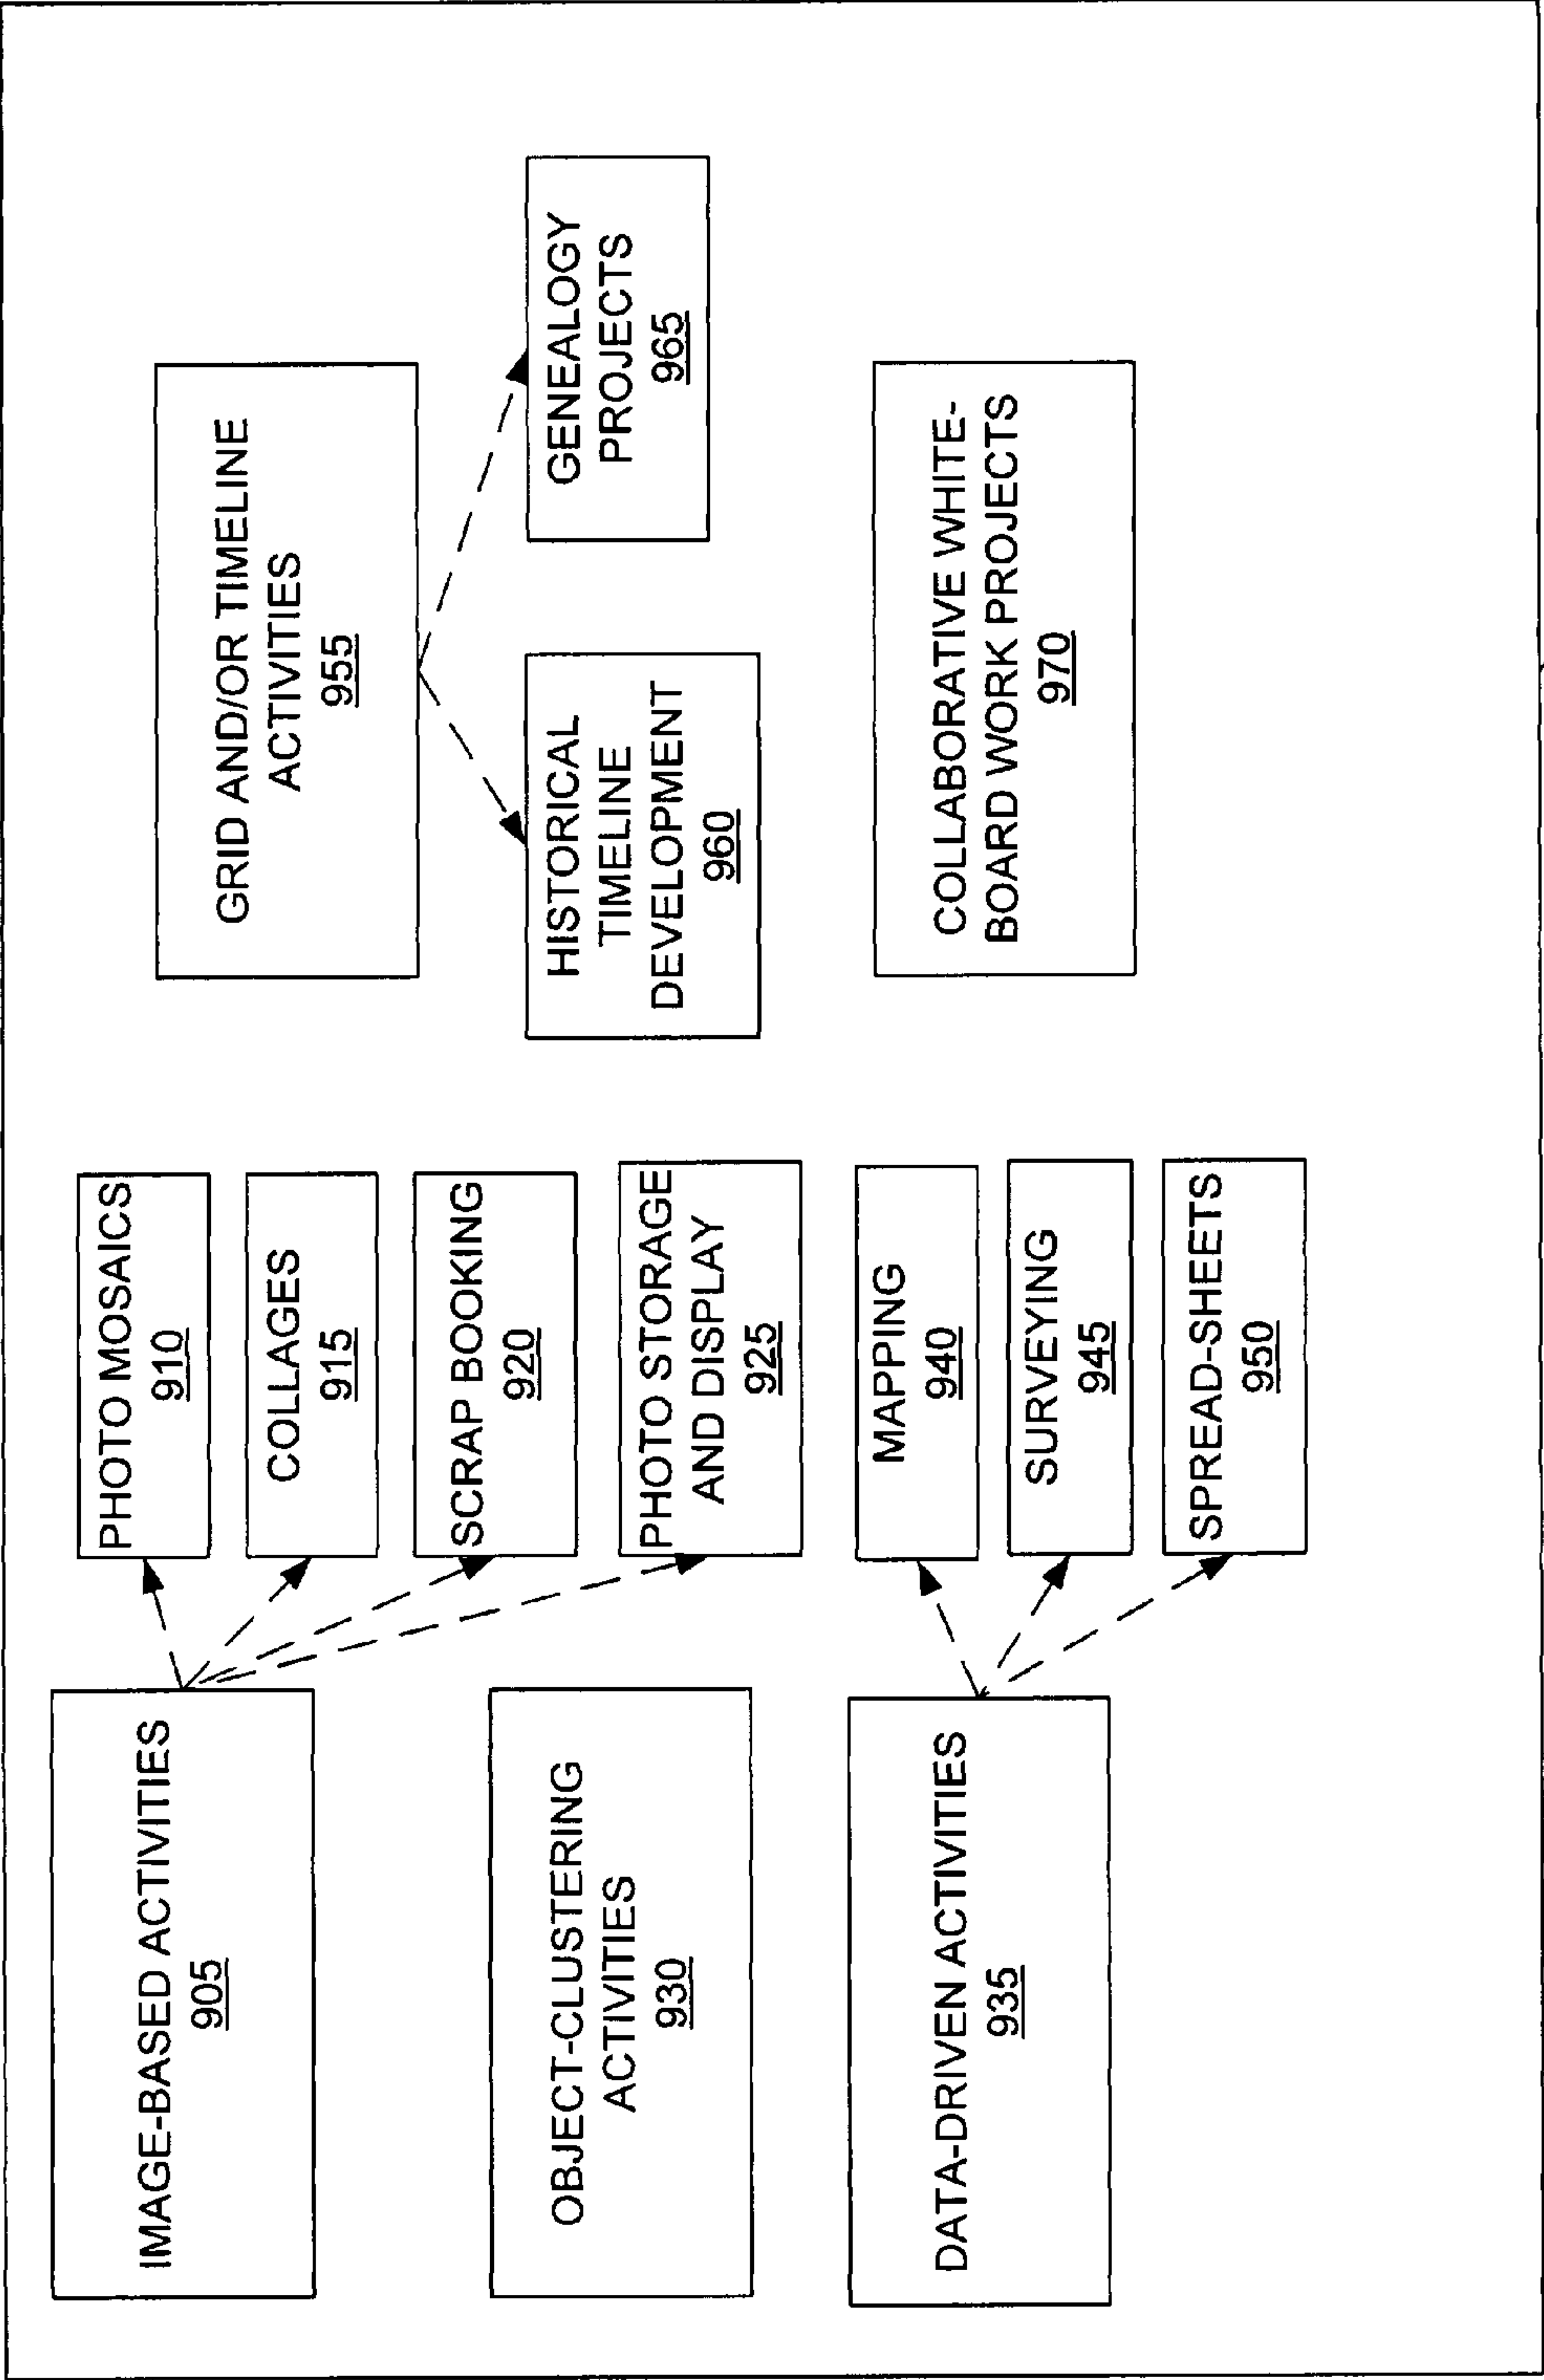 IMAGE-BASED ACTIVITIES
905
PHOTO MOSAICS
910
COLLAGES
915
SCRAP BOOKING
920
PHOTO STORAGE
AND DISPLAY
925
OBJECT-CLUSTERING
ACTIVITIES
930
DATA-DRIVEN ACTIVITIES
935
MAPPING
940
SURVEYING
945
SPREAD-SHEETS
950
GRID AND/OR TIMELINE
ACTIVITIES
955
HISTORICAL
TIMELINE
DEVELOPMENT
960
GENEALOGY
PROJECTS
965
COLLABORATIVE WHITE-
BOARD WORK PROJECTS
970